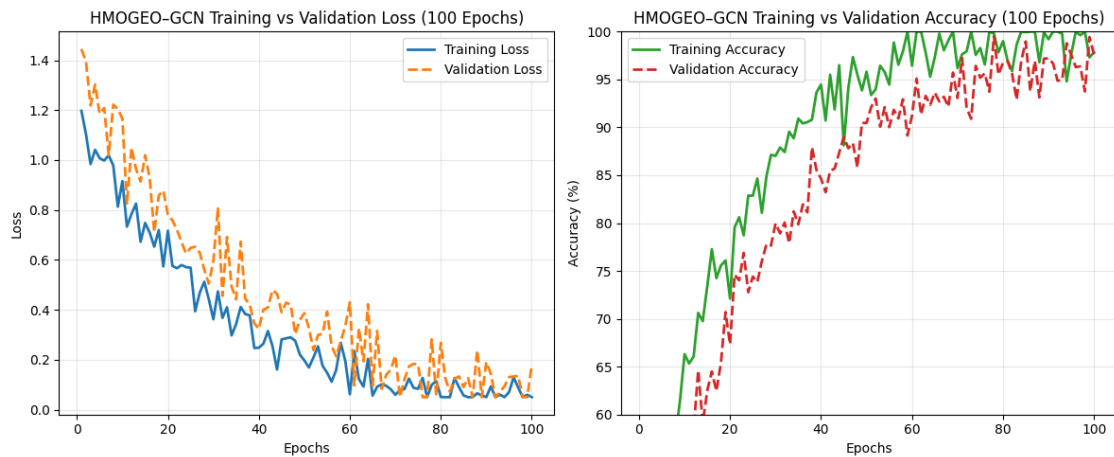 HMOGEO–GCN Training vs Validation Loss (100 Epochs)
Training Loss
Validation Loss
Loss
1.4
1.2
1.0
0.8
0.6
0.4
0.2
0.0
0 20 40 60 80 100
Epochs
HMOGEO–GCN Training vs Validation Accuracy (100 Epochs)
Training Accuracy
Validation Accuracy
Accuracy (%)
100
95
90
85
80
75
70
65
60
0 20 40 60 80 100
Epochs